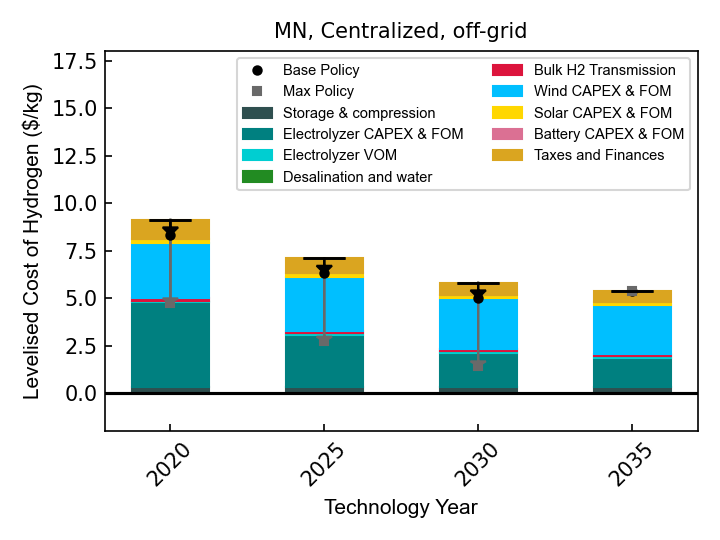 MN, Centralized, off-grid
Levelised Cost of Hydrogen ($/kg)
17.5
15.0
12.5
10.0
7.5
5.0
2.5
0.0
Base Policy
Max Policy
Storage & compression
Electrolyzer CAPEX & FOM
Electrolyzer VOM
Desalination and water
Bulk H2 Transmission
Wind CAPEX & FOM
Solar CAPEX & FOM
Battery CAPEX & FOM
Taxes and Finances
2020
2025
2030
2035
Technology Year